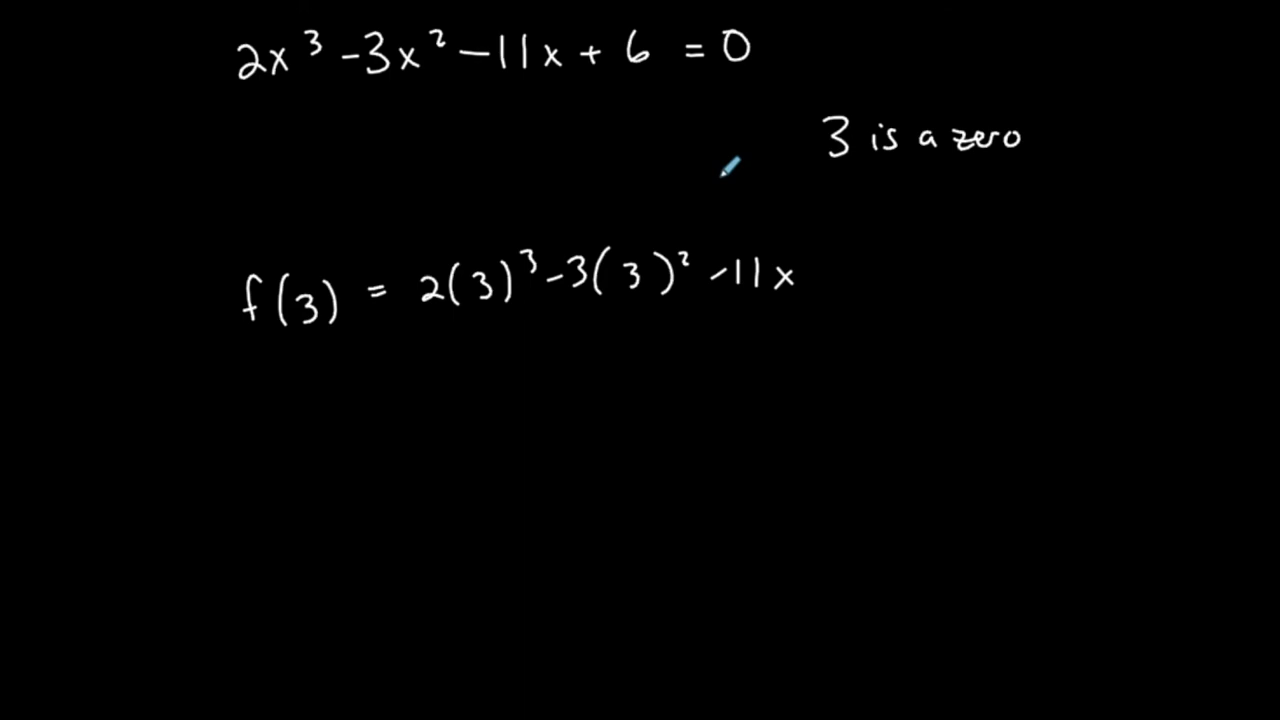 2x³ -3x² -11x + 6 = 0
3 is a zero
f(3) = 2(3)³ -3(3)² -11x